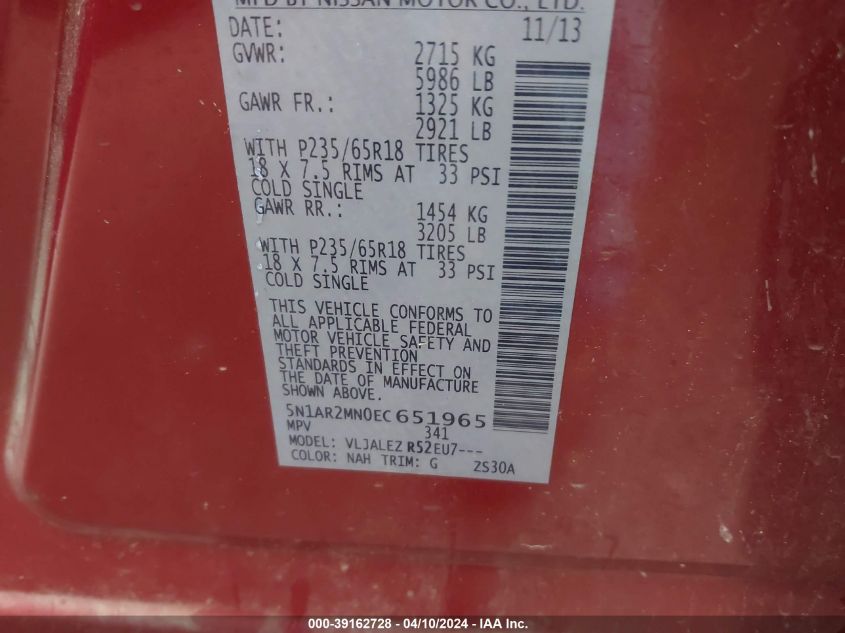 MFD BY NISSAN MOTOR CO., LTD.
DATE: 11/13
GVWR: 2715 KG
5986 LB
GAWR FR.: 1325 KG
2921 LB
WITH P235/65R18 TIRES
18 X 7.5 RIMS AT 33 PSI
COLD SINGLE
GAWR RR.: 1454 KG
3205 LB
WITH P235/65R18 TIRES
18 X 7.5 RIMS AT 33 PSI
COLD SINGLE
THIS VEHICLE CONFORMS TO
ALL APPLICABLE FEDERAL
MOTOR VEHICLE SAFETY AND
THEFT PREVENTION
STANDARDS IN EFFECT ON
THE DATE OF MANUFACTURE
SHOWN ABOVE.
5N1AR2MN0EC651965
MPV 341
MODEL: VLJALEZ R52EU7---
COLOR: NAH TRIM: G ZS30A
000-39162728 - 04/10/2024 - IAA Inc.